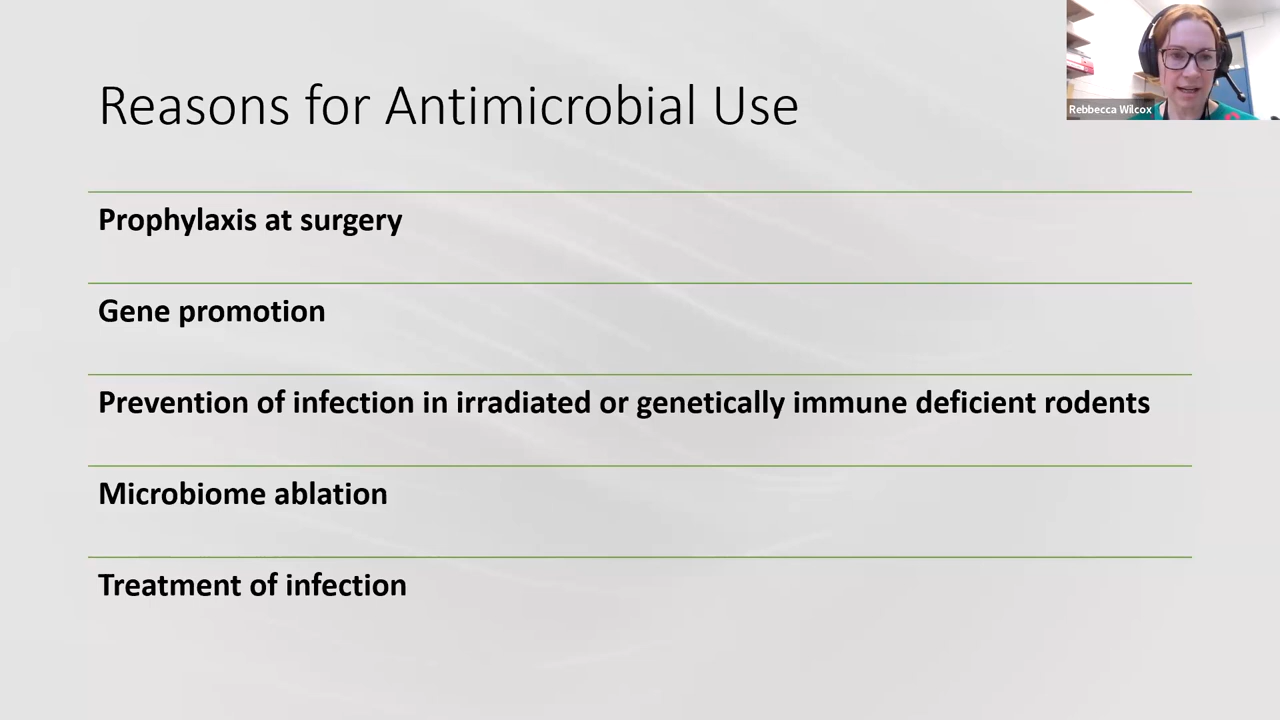 Reasons for Antimicrobial Use
Rebbecca Wilcox
Prophylaxis at surgery
Gene promotion
Prevention of infection in irradiated or genetically immune deficient rodents
Microbiome ablation
Treatment of infection